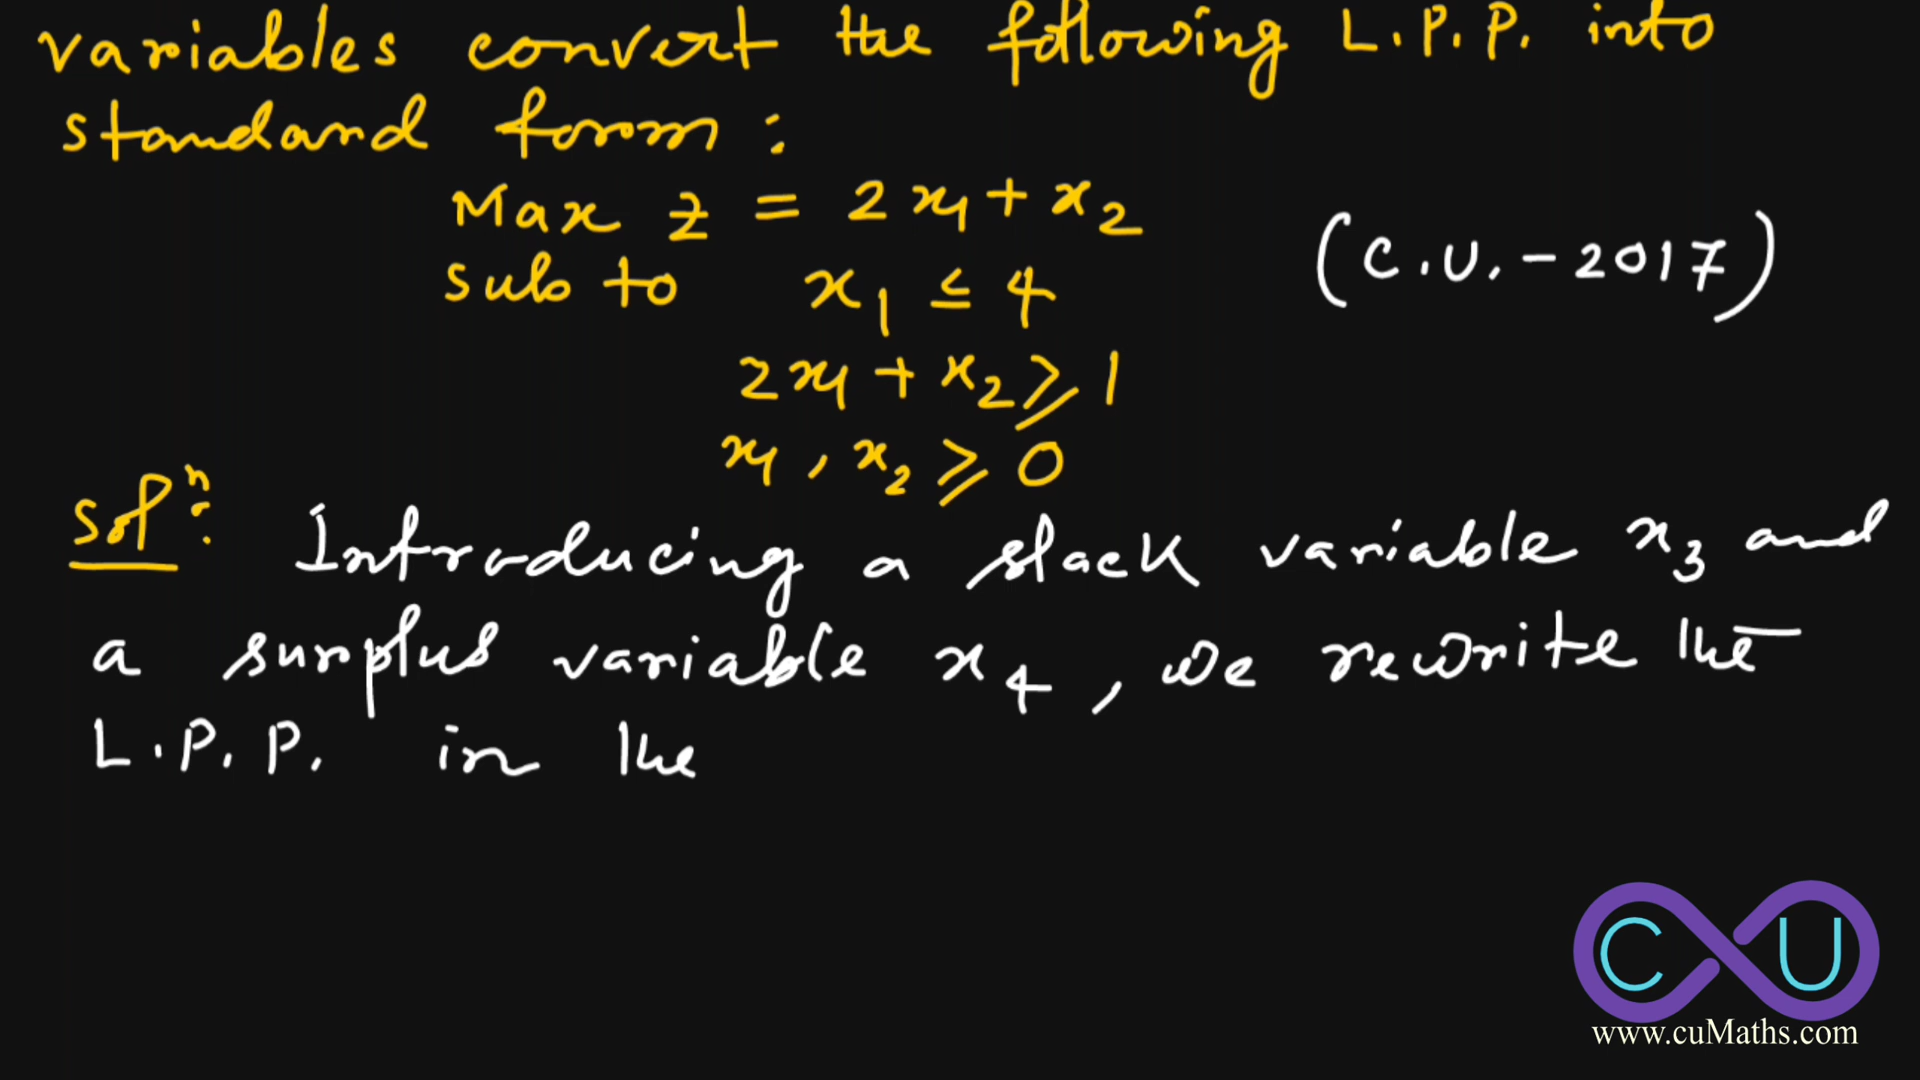 variables convert the following L.P.P. into
standard form :
Max z = 2x₁ + x₂
sub to x₁ ≤ 4
(C.U. - 2017)
2x₁ + x₂ ≥ 1
x₁ , x₂ ≥ 0
Solⁿ: Introducing a slack variable x₃ and
a surplus variable x₄ , we rewrite the
L.P.P. in the
CU
www.cuMaths.com